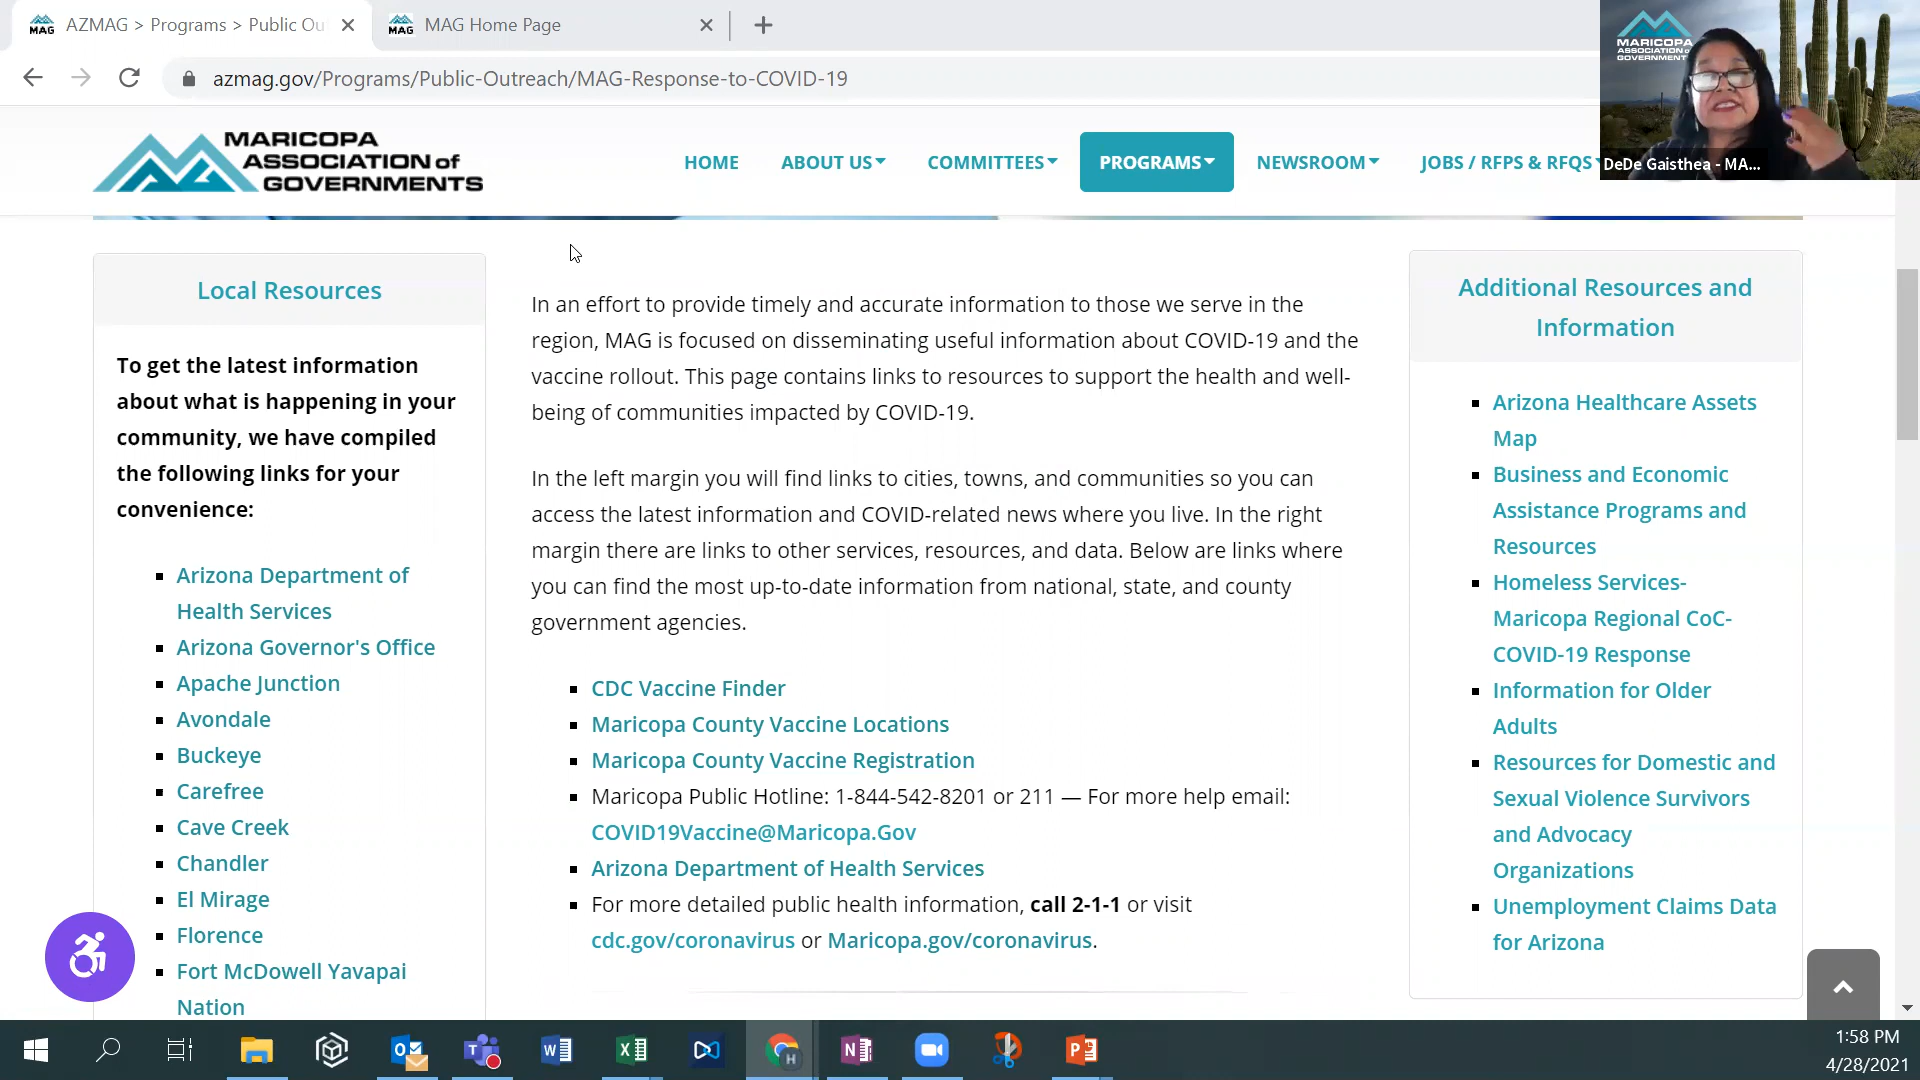 AZMAG > Programs > Public Ou
MAG Home Page
azmag.gov/Programs/Public-Outreach/MAG-Response-to-COVID-19
MARICOPA
ASSOCIATION of
GOVERNMENTS
HOME
ABOUT US
COMMITTEES
PROGRAMS
NEWSROOM
JOBS / RFPS & RFQS
MARICOPA
ASSOCIATION of
GOVERNMENTS
DeDe Gaisthea - MA...
Local Resources
To get the latest information
about what is happening in your
community, we have compiled
the following links for your
convenience:
Arizona Department of
Health Services
Arizona Governor's Office
Apache Junction
Avondale
Buckeye
Carefree
Cave Creek
Chandler
El Mirage
Florence
Fort McDowell Yavapai
Nation
In an effort to provide timely and accurate information to those we serve in the
region, MAG is focused on disseminating useful information about COVID-19 and the
vaccine rollout. This page contains links to resources to support the health and well-
being of communities impacted by COVID-19.
In the left margin you will find links to cities, towns, and communities so you can
access the latest information and COVID-related news where you live. In the right
margin there are links to other services, resources, and data. Below are links where
you can find the most up-to-date information from national, state, and county
government agencies.
CDC Vaccine Finder
Maricopa County Vaccine Locations
Maricopa County Vaccine Registration
Maricopa Public Hotline: 1-844-542-8201 or 211 — For more help email:
COVID19Vaccine@Maricopa.Gov
Arizona Department of Health Services
For more detailed public health information, call 2-1-1 or visit
cdc.gov/coronavirus or Maricopa.gov/coronavirus.
Additional Resources and
Information
Arizona Healthcare Assets
Map
Business and Economic
Assistance Programs and
Resources
Homeless Services-
Maricopa Regional CoC-
COVID-19 Response
Information for Older
Adults
Resources for Domestic and
Sexual Violence Survivors
and Advocacy
Organizations
Unemployment Claims Data
for Arizona
1:58 PM
4/28/2021